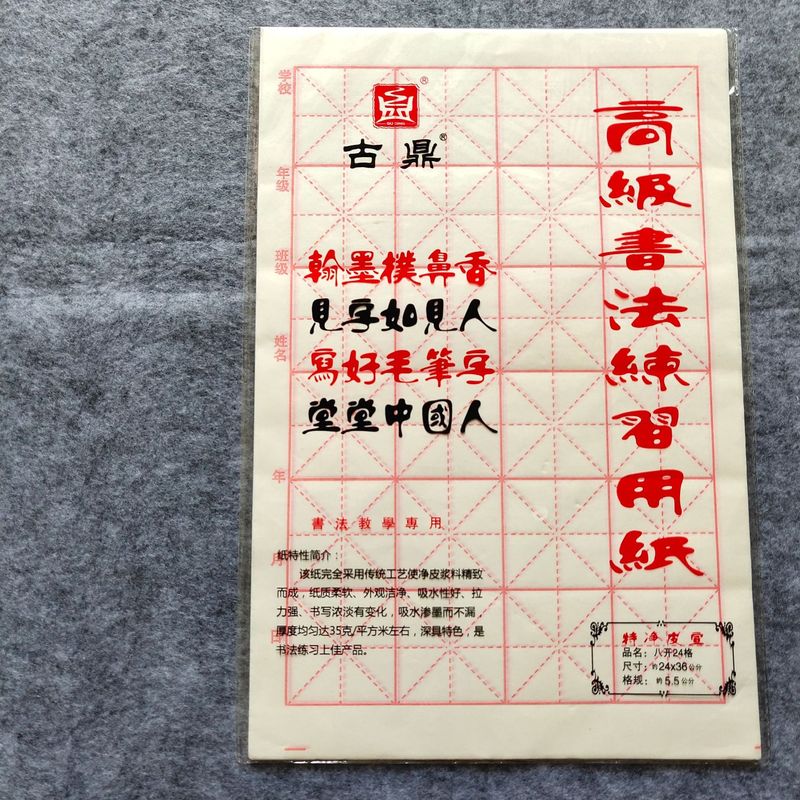 高級書法練習用紙
®
GU DING
古鼎®
翰墨樸鼻香
見字如見人
寫好毛筆字
堂堂中國人
書法教學專用
纸特性简介：
该纸完全采用传统工艺使净皮浆料精致
而成，纸质柔软、外观洁净、吸水性好、拉
力强、书写浓淡有变化，吸水渗墨而不漏，
厚度均匀达35克/平方米左右，深具特色，是
书法练习上佳产品。
特净皮宣
品名：八开24格
尺寸：约24x36公分
格规：约5.5公分
学校
年级
班级
姓名
年
月
日